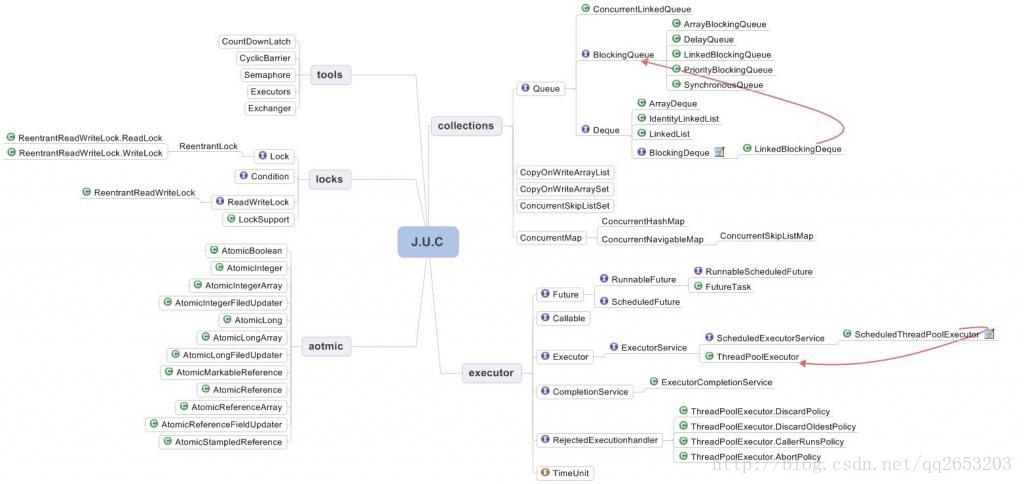 J.U.C
tools
CountDownLatch
CyclicBarrier
Semaphore
Executors
Exchanger
locks
Lock
ReentrantLock
ReentrantReadWriteLock.ReadLock
ReentrantReadWriteLock.WriteLock
Condition
ReadWriteLock
ReentrantReadWriteLock
LockSupport
aotmic
AtomicBoolean
AtomicInteger
AtomicIntegerArray
AtomicIntegerFiledUpdater
AtomicLong
AtomicLongArray
AtomicLongFiledUpdater
AtomicMarkableReference
AtomicReference
AtomicReferenceArray
AtomicReferenceFieldUpdater
AtomicStampledReference
collections
Queue
ConcurrentLinkedQueue
BlockingQueue
ArrayBlockingQueue
DelayQueue
LinkedBlockingQueue
PriorityBlockingQueue
SynchronousQueue
Deque
ArrayDeque
IdentityLinkedList
LinkedList
BlockingDeque
LinkedBlockingDeque
CopyOnWriteArrayList
CopyOnWriteArraySet
ConcurrentSkipListSet
ConcurrentMap
ConcurrentHashMap
ConcurrentNavigableMap
ConcurrentSkipListMap
executor
Future
RunnableFuture
RunnableScheduledFuture
FutureTask
ScheduledFuture
Callable
Executor
ExecutorService
ScheduledExecutorService
ScheduledThreadPoolExecutor
ThreadPoolExecutor
CompletionService
ExecutorCompletionService
RejectedExecutionhandler
ThreadPoolExecutor.DiscardPolicy
ThreadPoolExecutor.DiscardOldestPolicy
ThreadPoolExecutor.CallerRunsPolicy
ThreadPoolExecutor.AbortPolicy
TimeUnit
http://blog.csdn.net/qq2653203